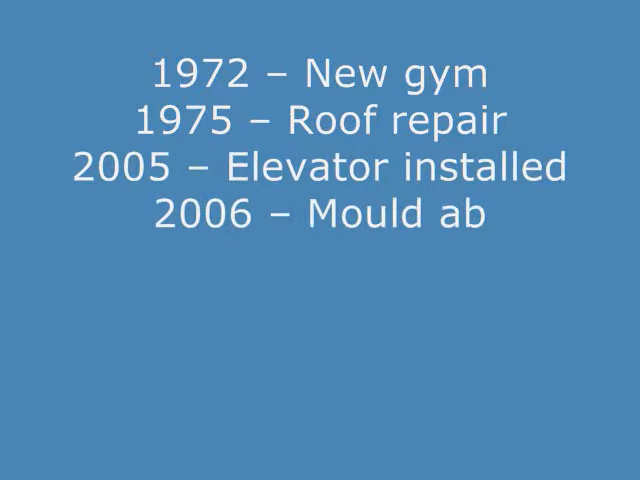 1972 – New gym
1975 – Roof repair
2005 – Elevator installed
2006 – Mould ab